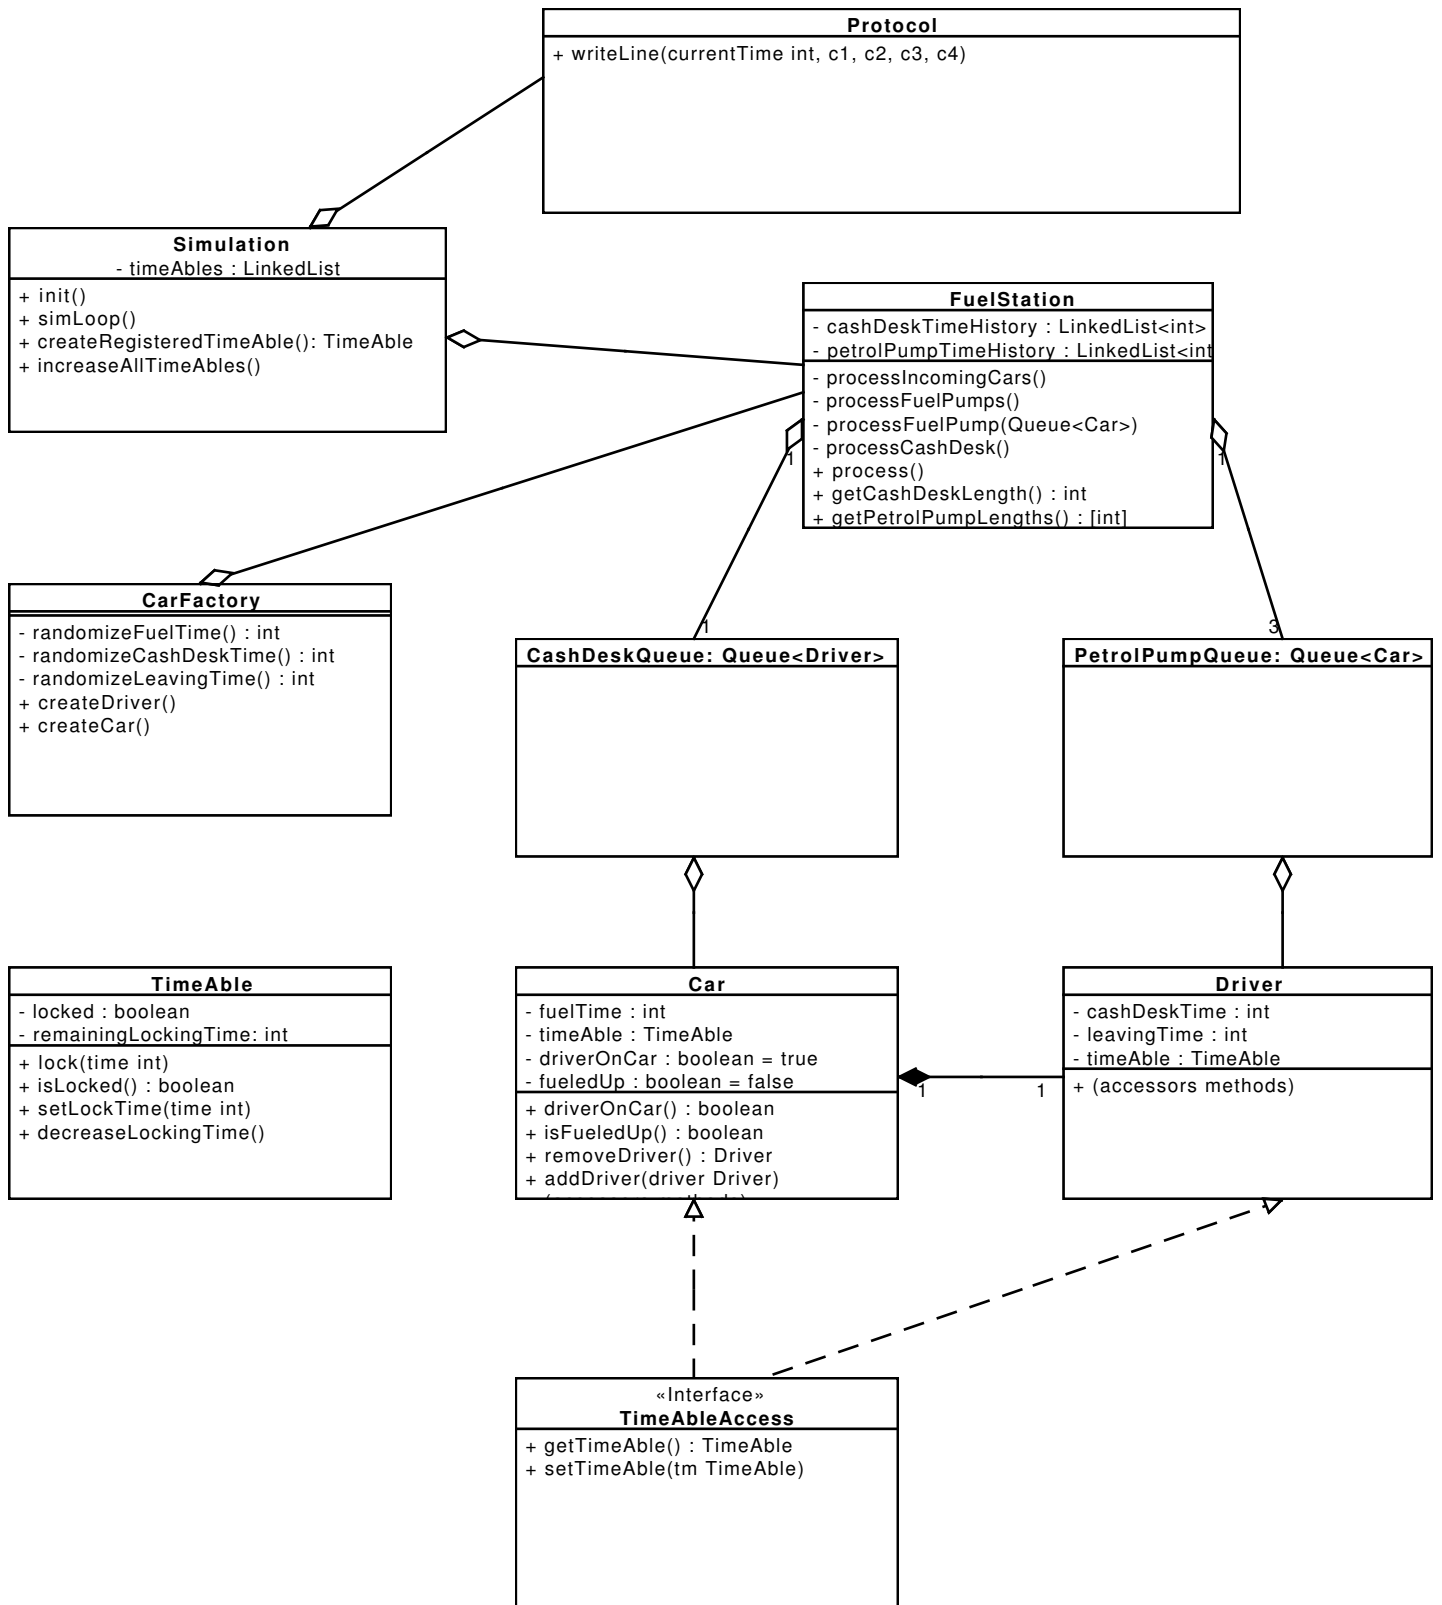 Protocol
+ writeLine(currentTime int, c1, c2, c3, c4)
Simulation
- timeAbles : LinkedList
+ init()
+ simLoop()
+ createRegisteredTimeAble(): TimeAble
+ increaseAllTimeAbles()
FuelStation
- cashDeskTimeHistory : LinkedList<int>
- petrolPumpTimeHistory : LinkedList<int
- processIncomingCars()
- processFuelPumps()
- processFuelPump(Queue<Car>)
- processCashDesk()
+ process()
+ getCashDeskLength() : int
+ getPetrolPumpLengths() : [int]
1
1
CarFactory
- randomizeFuelTime() : int
- randomizeCashDeskTime() : int
- randomizeLeavingTime() : int
+ createDriver()
+ createCar()
1
3
CashDeskQueue: Queue<Driver>
PetrolPumpQueue: Queue<Car>
TimeAble
- locked : boolean
- remainingLockingTime: int
+ lock(time int)
+ isLocked() : boolean
+ setLockTime(time int)
+ decreaseLockingTime()
Car
- fuelTime : int
- timeAble : TimeAble
- driverOnCar : boolean = true
- fueledUp : boolean = false
+ driverOnCar() : boolean
+ isFueledUp() : boolean
+ removeDriver() : Driver
+ addDriver(driver Driver)
1
1
Driver
- cashDeskTime : int
- leavingTime : int
- timeAble : TimeAble
+ (accessors methods)
«Interface»
TimeAbleAccess
+ getTimeAble() : TimeAble
+ setTimeAble(tm TimeAble)